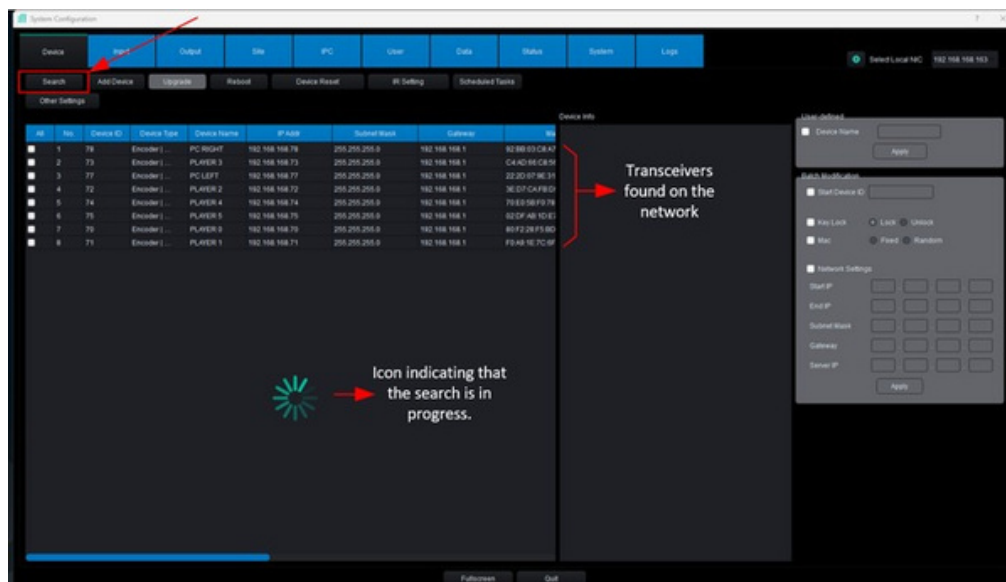 System Configuration
Device Input Output Site IPC User Data Status System Logs
Selected Local NIC 192.168.168.163
Search Add Device Upgrade Reboot Device Reset IR Setting Scheduled Tasks
Other Settings
Device Info
User-defined
All No. Device ID Device Type Device Name IP Addr Subnet Mask Gateway
Device Name
1 78 Encoder | ... PC RIGHT 192.168.168.78 255.255.255.0 192.168.168.1
Apply
2 73 Encoder | ... PLAYER 3 192.168.168.73 255.255.255.0 192.168.168.1
3 77 Encoder | ... PC LEFT 192.168.168.77 255.255.255.0 192.168.168.1
4 72 Encoder | ... PLAYER 2 192.168.168.72 255.255.255.0 192.168.168.1
5 74 Encoder | ... PLAYER 4 192.168.168.74 255.255.255.0 192.168.168.1
6 75 Encoder | ... PLAYER 5 192.168.168.75 255.255.255.0 192.168.168.1
7 70 Encoder | ... PLAYER 0 192.168.168.70 255.255.255.0 192.168.168.1
8 71 Encoder | ... PLAYER 1 192.168.168.71 255.255.255.0 192.168.168.1
Transceivers
found on the
network
Batch Modification
Start Device ID
Key Lock Lock Unlock
Mac Fixed Random
Network Settings
Start IP
End IP
Subnet Mask
Gateway
Server IP
Apply
Icon indicating that
the search is in
progress.
Fullscreen Quit